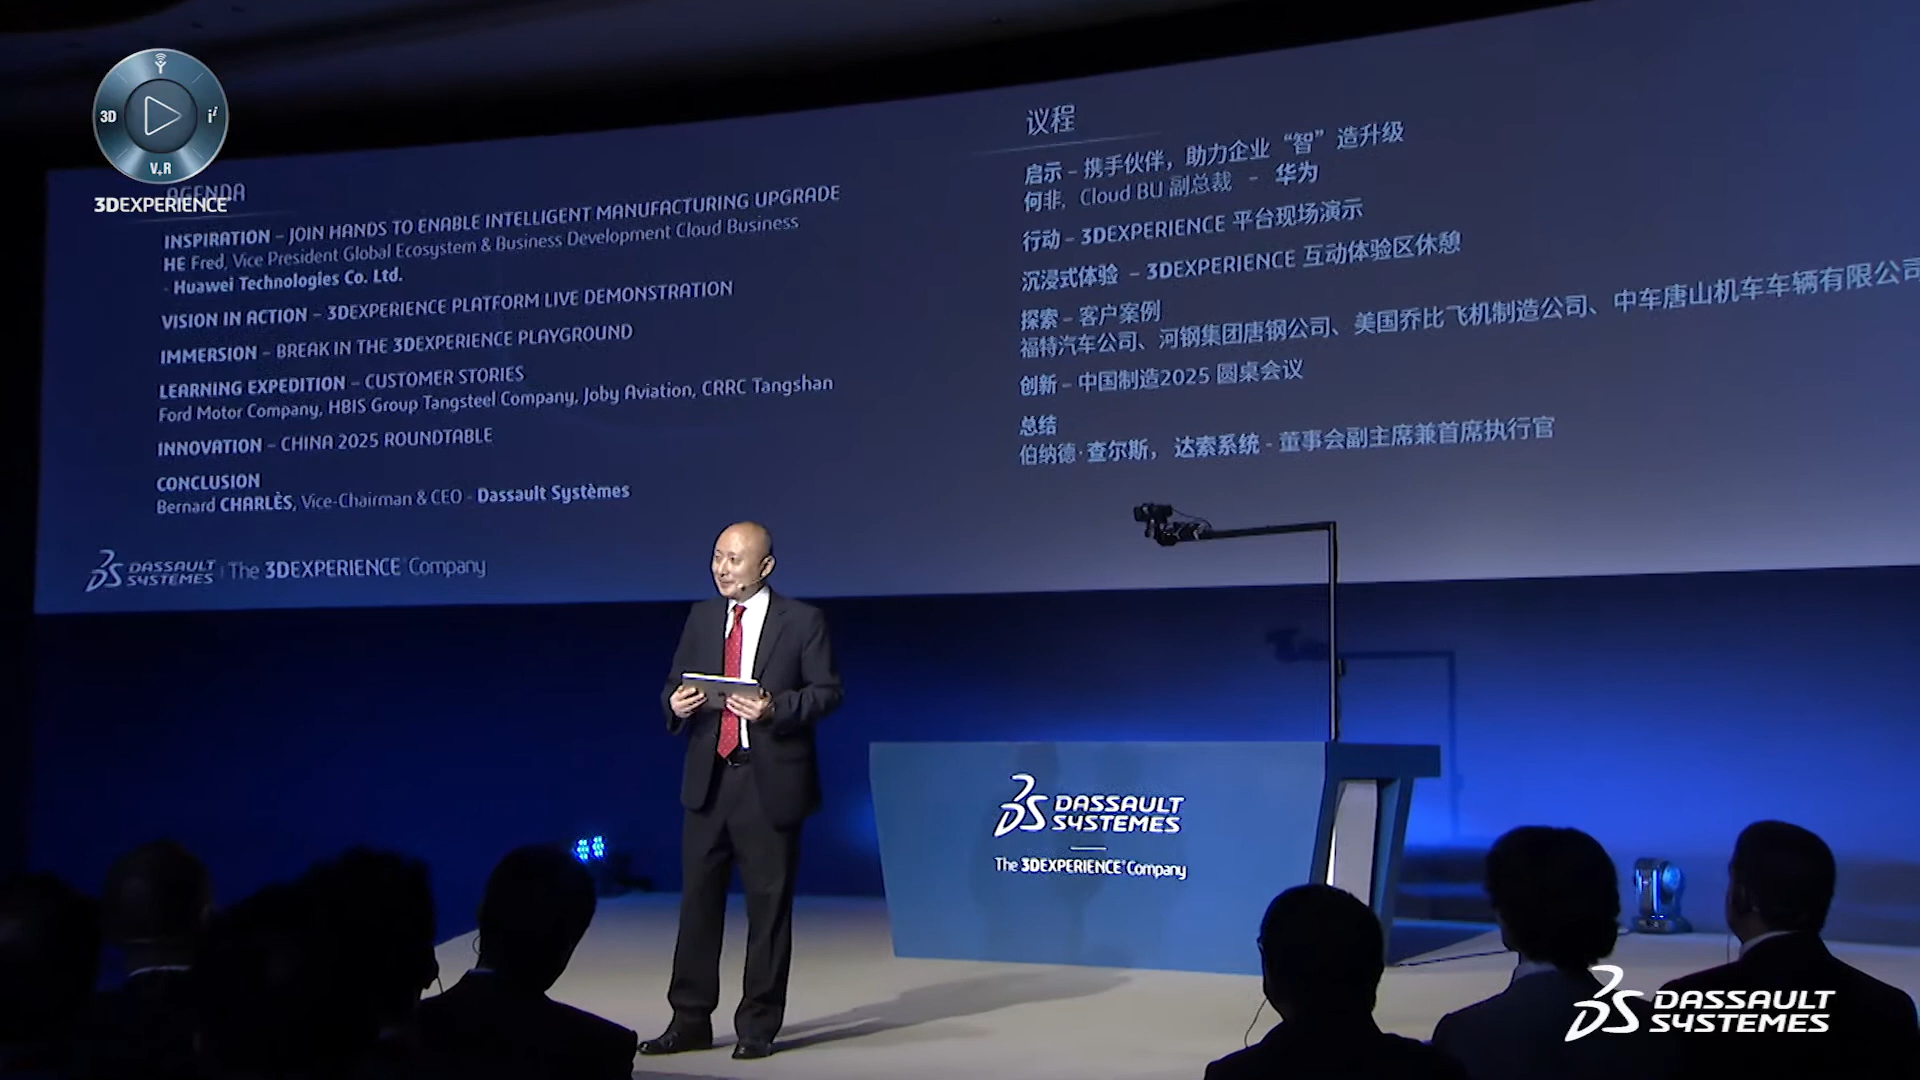 3D
i
V+R
3DEXPERIENCE
AGENDA
INSPIRATION – JOIN HANDS TO ENABLE INTELLIGENT MANUFACTURING UPGRADE
HE Fred, Vice President Global Ecosystem & Business Development Cloud Business
- Huawei Technologies Co. Ltd.
VISION IN ACTION – 3DEXPERIENCE PLATFORM LIVE DEMONSTRATION
IMMERSION – BREAK IN THE 3DEXPERIENCE PLAYGROUND
LEARNING EXPEDITION – CUSTOMER STORIES
Ford Motor Company, HBIS Group Tangsteel Company, Joby Aviation, CRRC Tangshan
INNOVATION – CHINA 2025 ROUNDTABLE
CONCLUSION
Bernard CHARLÈS, Vice-Chairman & CEO - Dassault Systèmes
DASSAULT SYSTEMES | The 3DEXPERIENCE Company
议程
启示 – 携手伙伴，助力企业 “智” 造升级
何非, Cloud BU 副总裁 - 华为
行动 – 3DEXPERIENCE 平台现场演示
沉浸式体验 – 3DEXPERIENCE 互动体验区休憩
探索 – 客户案例
福特汽车公司、河钢集团唐钢公司、美国乔比飞机制造公司、中车唐山机车车辆有限公司
创新 – 中国制造2025 圆桌会议
总结
伯纳德·查尔斯， 达索系统 - 董事会副主席兼首席执行官
DASSAULT
SYSTEMES
The 3DEXPERIENCE Company
DASSAULT
SYSTEMES